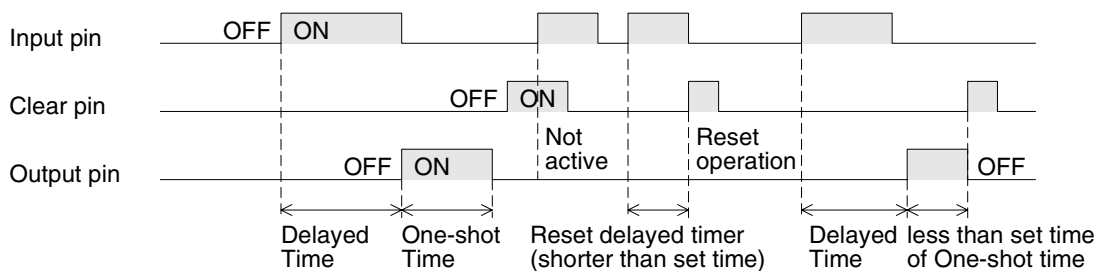 Input pin OFF ON
Clear pin OFF ON
Not active
Reset operation
Output pin OFF ON OFF
Delayed Time
One-shot Time
Reset delayed timer (shorter than set time)
Delayed Time
less than set time of One-shot time